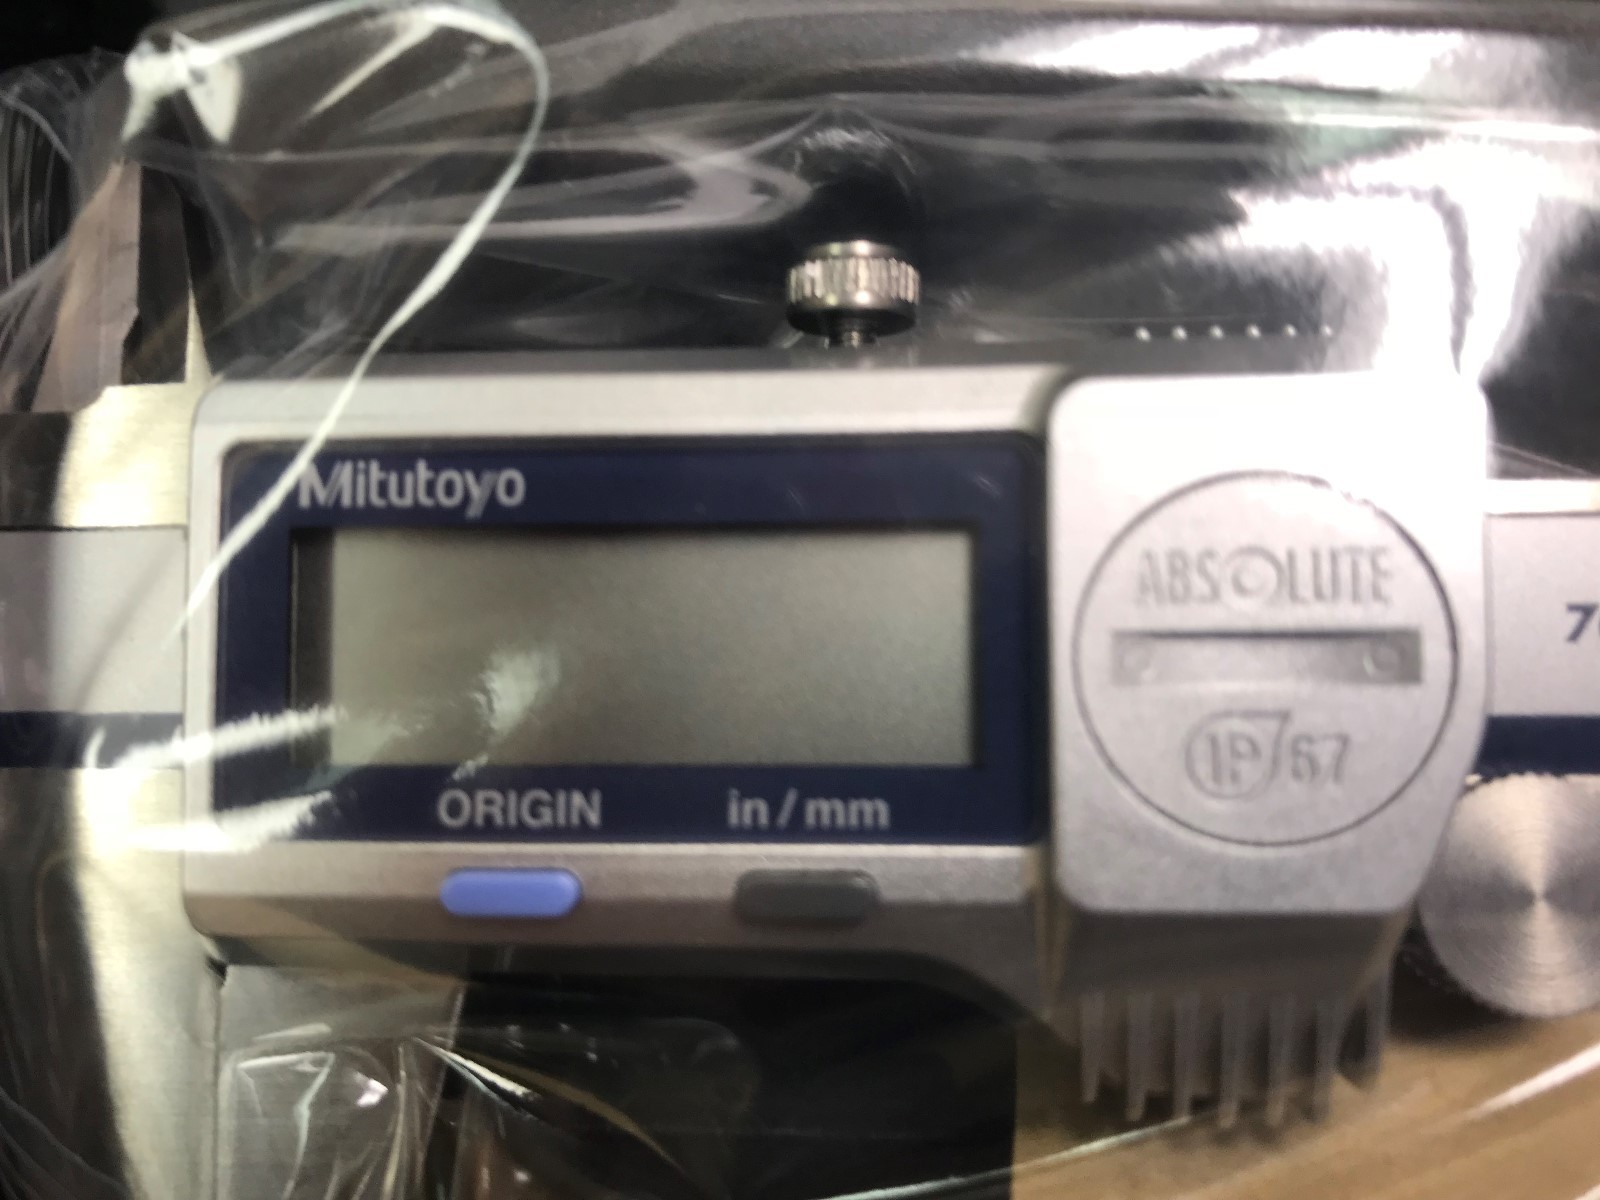 Mitutoyo
ABSOLUTE
IP67
ORIGIN in/mm